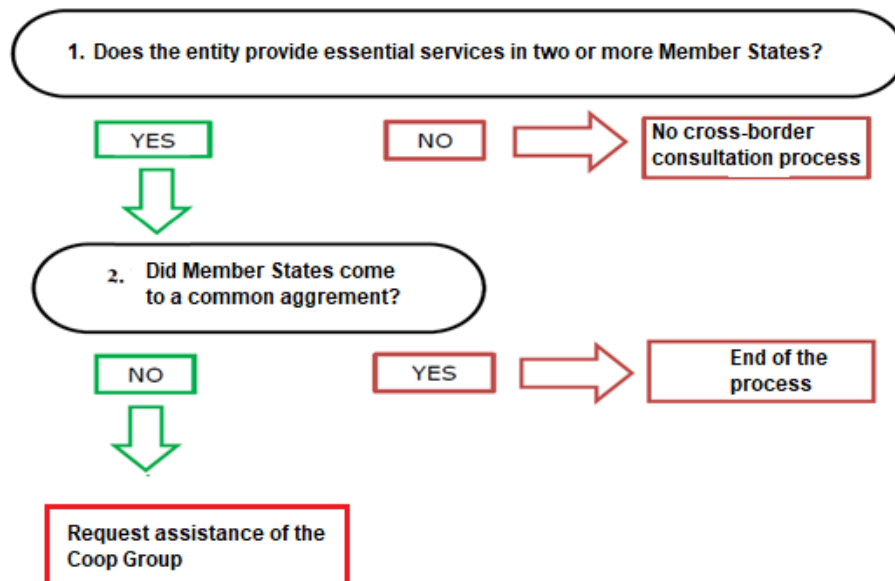 1. Does the entity provide essential services in two or more Member States?
YES
NO
No cross-border
consultation process
2. Did Member States come
to a common aggrement?
NO
YES
End of the
process
Request assistance of the
Coop Group